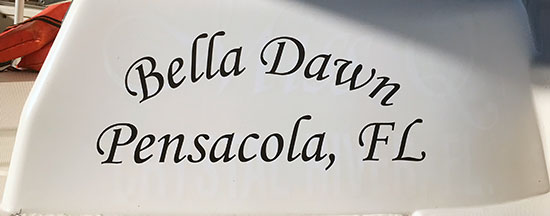 Bella Dawn
Pensacola, FL